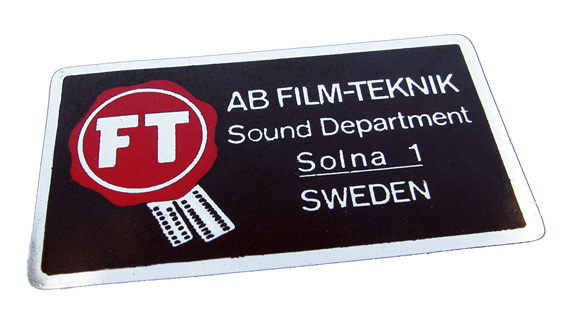 FT
AB FILM-TEKNIK
Sound Department
Solna 1
SWEDEN